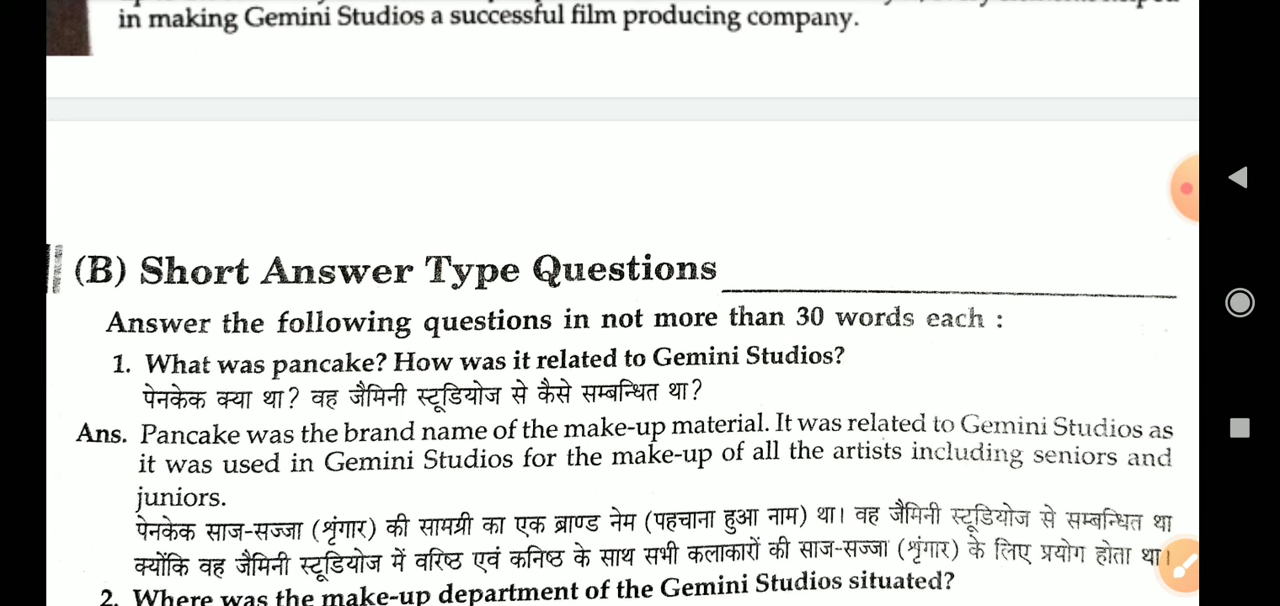 in making Gemini Studios a successful film producing company.
(B) Short Answer Type Questions
Answer the following questions in not more than 30 words each :
1. What was pancake? How was it related to Gemini Studios?
पेनकेक क्या था? वह जैमिनी स्टूडियोज से कैसे सम्बन्धित था?
Ans. Pancake was the brand name of the make-up material. It was related to Gemini Studios as
it was used in Gemini Studios for the make-up of all the artists including seniors and
juniors.
पेनकेक साज-सज्जा (शृंगार) की सामग्री का एक ब्राण्ड नेम (पहचाना हुआ नाम) था। वह जैमिनी स्टूडियोज से सम्बन्धित था
क्योंकि वह जैमिनी स्टूडियोज में वरिष्ठ एवं कनिष्ठ के साथ सभी कलाकारों की साज-सज्जा (शृंगार) के लिए प्रयोग होता था।
2. Where was the make-up department of the Gemini Studios situated?